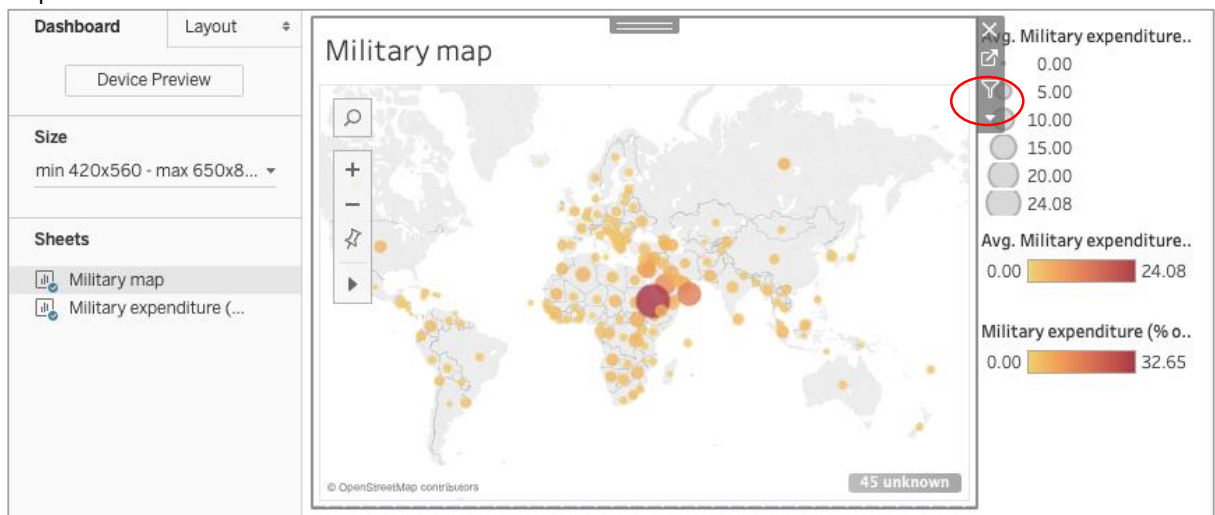 Dashboard
Layout
Device Preview
Size
min 420x560 - max 650x8...
Sheets
Military map
Military expenditure (...
Military map
© OpenStreetMap contributors
45 unknown
Avg. Military expenditure..
0.00
5.00
10.00
15.00
20.00
24.08
Avg. Military expenditure..
0.00 24.08
Military expenditure (% o..
0.00 32.65